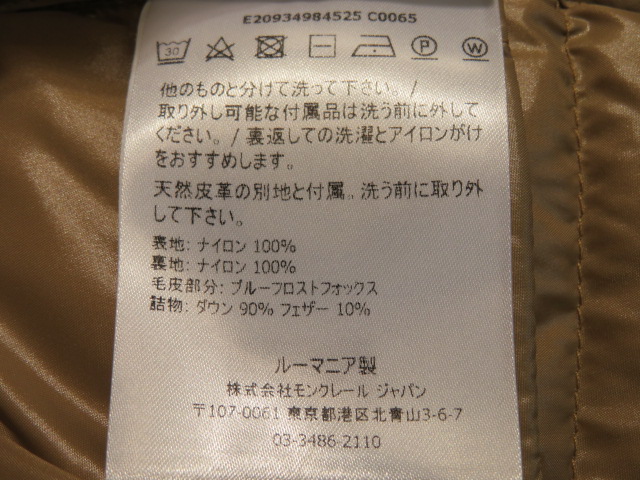 E20934984525 C0065
30 P W
他のものと分けて洗って下さい。/
取り外し可能な付属品は洗う前に外して
ください。/ 裏返しての洗濯とアイロンがけ
をおすすめします。
天然皮革の別地と付属。洗う前に取り外
して下さい。
表地: ナイロン 100%
裏地: ナイロン 100%
毛皮部分: ブルーフロストフォックス
詰物: ダウン 90% フェザー 10%
ルーマニア製
株式会社モンクレール ジャパン
〒107-0061 東京都港区北青山3-6-7
03-3486-2110